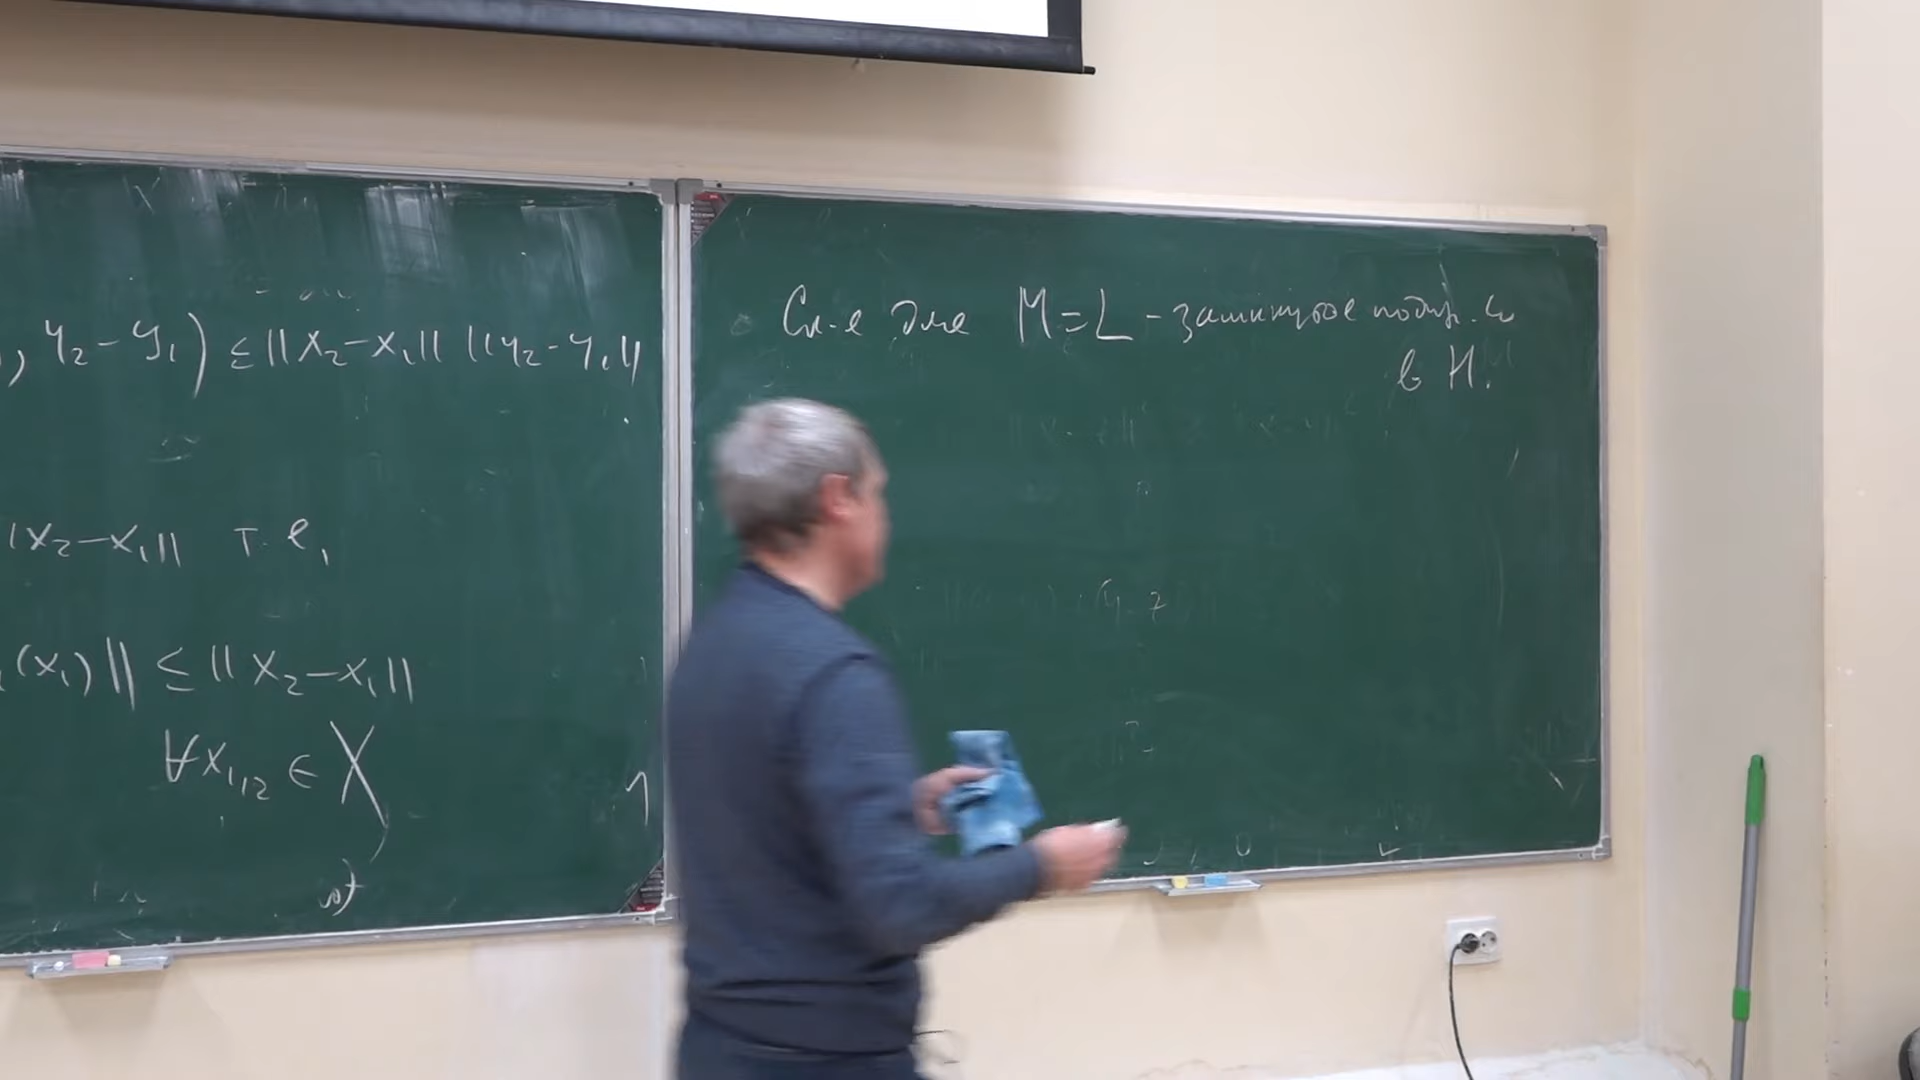 , y₂-y₁) ≤ ||x₂-x₁|| ||y₂-y₁||
|x₂-x₁|| т.е.
(x₁)|| ≤ ||x₂-x₁||
∀x₁,₂ ∈ X
Сл-е для M=L - замкнутое подпр. во
в H.